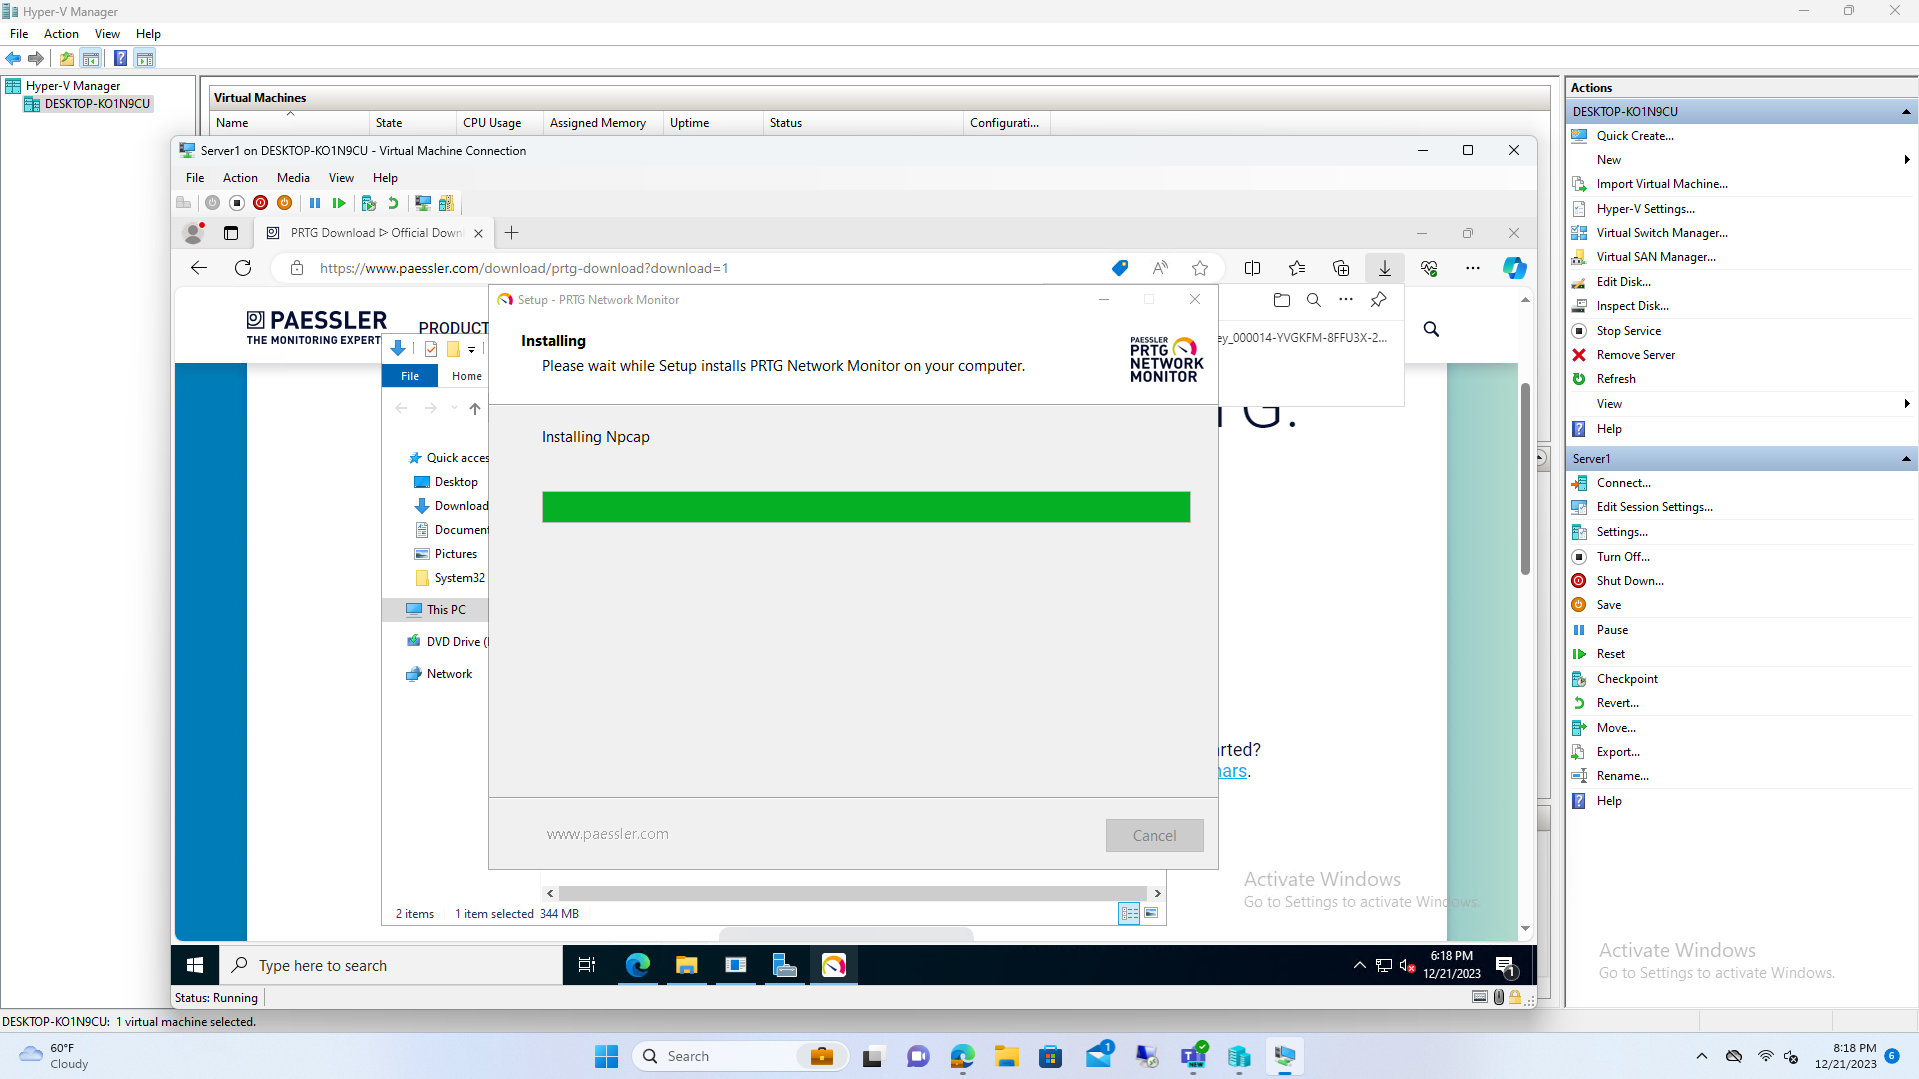 Hyper-V Manager
File Action View Help
Hyper-V Manager
DESKTOP-KO1N9CU
Virtual Machines
Name State CPU Usage Assigned Memory Uptime Status Configurati...
Server1 on DESKTOP-KO1N9CU - Virtual Machine Connection
File Action Media View Help
PRTG Download ᐅ Official Down
https://www.paessler.com/download/prtg-download?download=1
PAESSLER
THE MONITORING EXPERT
PRODUCT
File Home
Quick acces
Desktop
Download
Document
Pictures
System32
This PC
DVD Drive (
Network
Setup - PRTG Network Monitor
Installing
Please wait while Setup installs PRTG Network Monitor on your computer.
PAESSLER
PRTG
NETWORK
MONITOR
Installing Npcap
www.paessler.com
Cancel
ey_000014-YVGKFM-8FFU3X-2...
TG.
rted?
nars.
2 items 1 item selected 344 MB
Activate Windows
Go to Settings to activate Windows.
Type here to search
6:18 PM
12/21/2023
1
Status: Running
Actions
DESKTOP-KO1N9CU
Quick Create...
New
Import Virtual Machine...
Hyper-V Settings...
Virtual Switch Manager...
Virtual SAN Manager...
Edit Disk...
Inspect Disk...
Stop Service
Remove Server
Refresh
View
Help
Server1
Connect...
Edit Session Settings...
Settings...
Turn Off...
Shut Down...
Save
Pause
Reset
Checkpoint
Revert...
Move...
Export...
Rename...
Help
Activate Windows
Go to Settings to activate Windows.
DESKTOP-KO1N9CU: 1 virtual machine selected.
60°F
Cloudy
Search
1
NEW
8:18 PM
12/21/2023
6